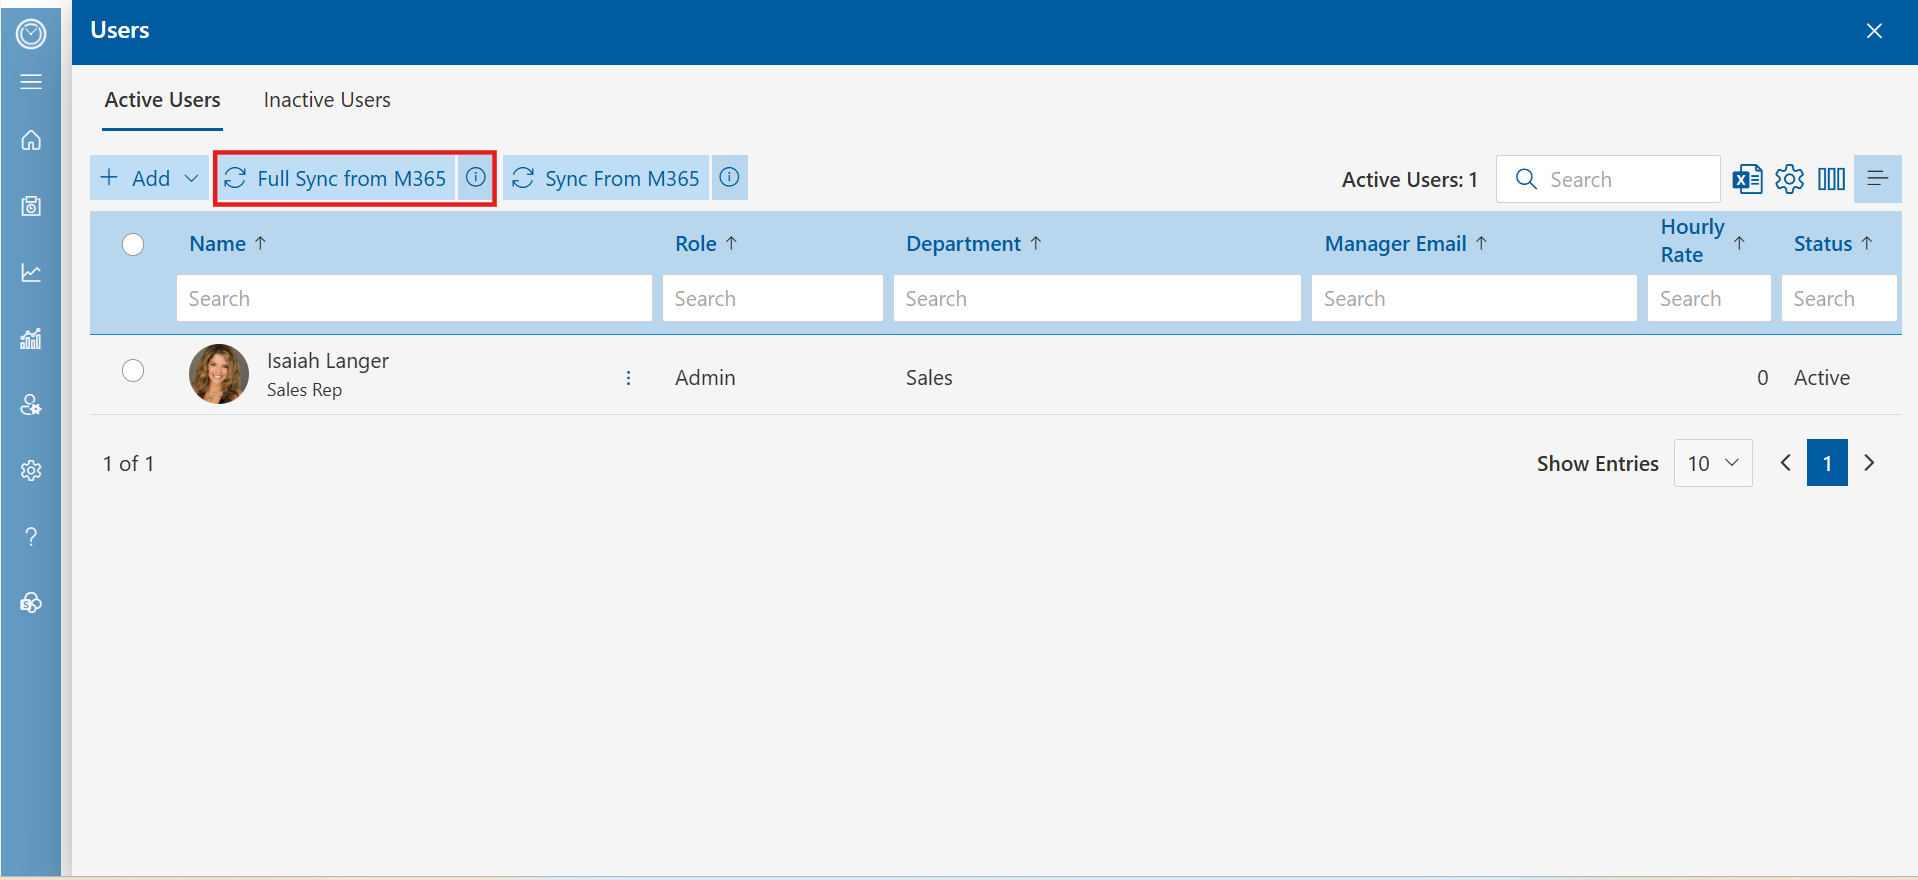 Users
Active Users Inactive Users
Add Full Sync from M365 Sync From M365 Active Users: 1 Search
Name Role Department Manager Email Hourly Rate Status
Search Search Search Search Search Search
Isaiah Langer
Sales Rep
Admin Sales 0 Active
1 of 1 Show Entries 10 1